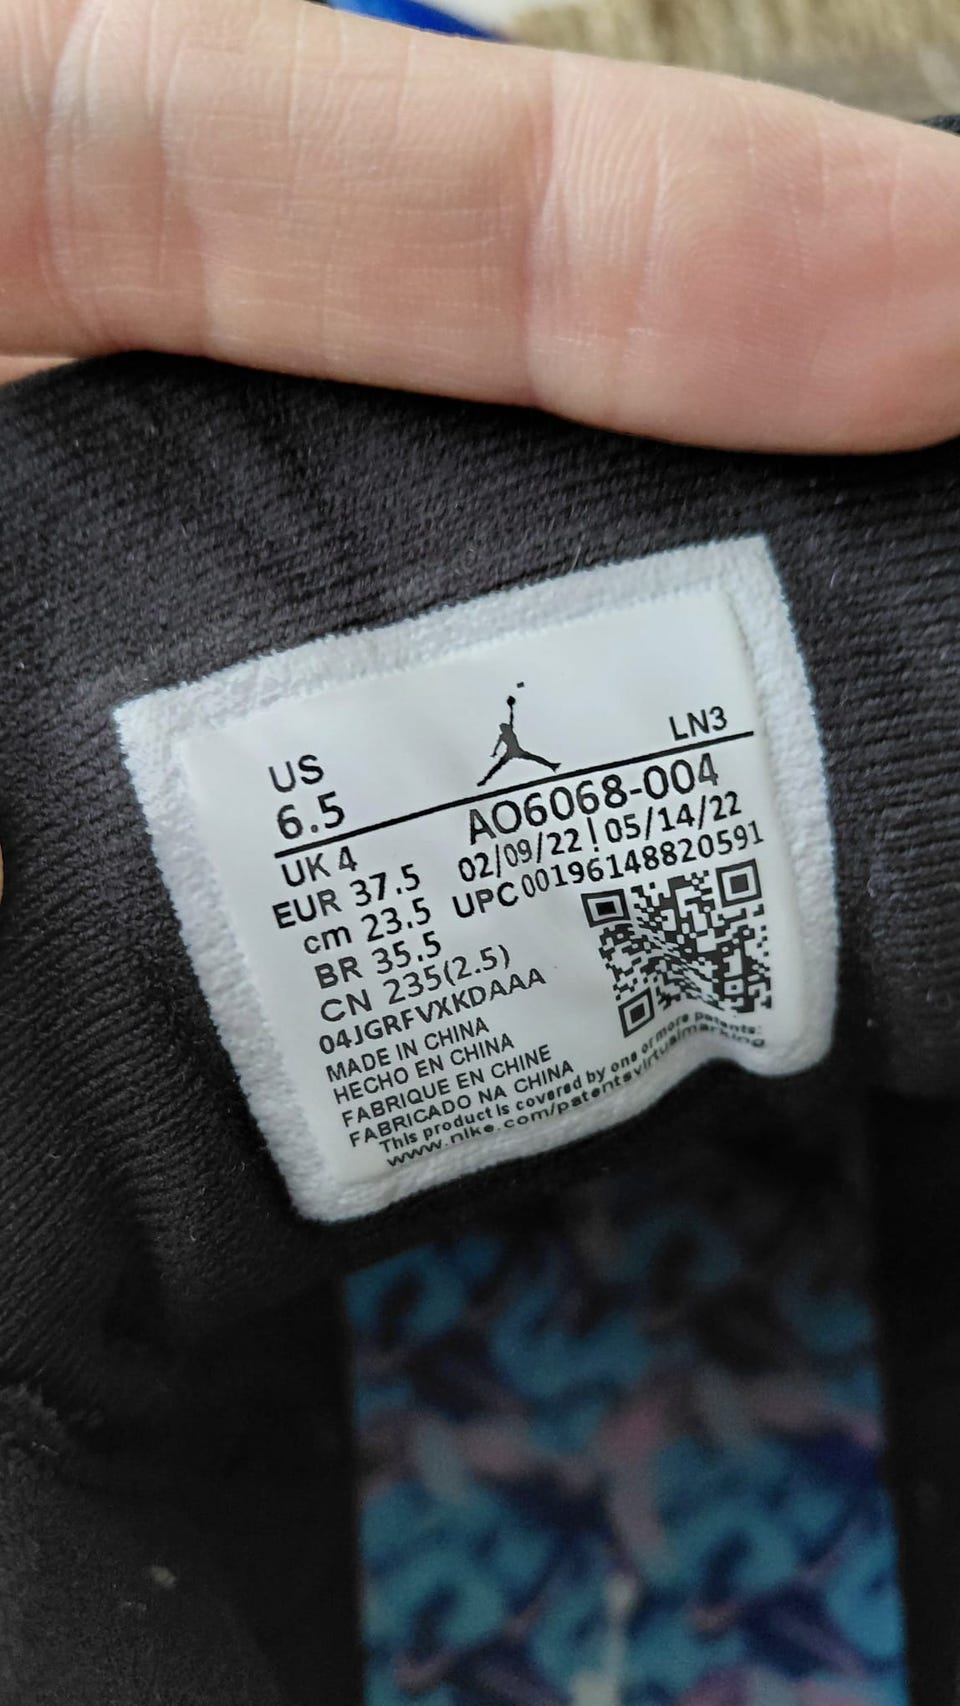 LN3
US
6.5
AO6068-004
UK 4
02/09/22 | 05/14/22
EUR 37.5
UPC 00196148820591
cm 23.5
BR 35.5
CN 235(2.5)
04JGRFVXKDAAA
MADE IN CHINA
HECHO EN CHINA
FABRIQUE EN CHINE
FABRICADO NA CHINA
This product is covered by one or more patents:
www.nike.com/patentsvirtualmarking